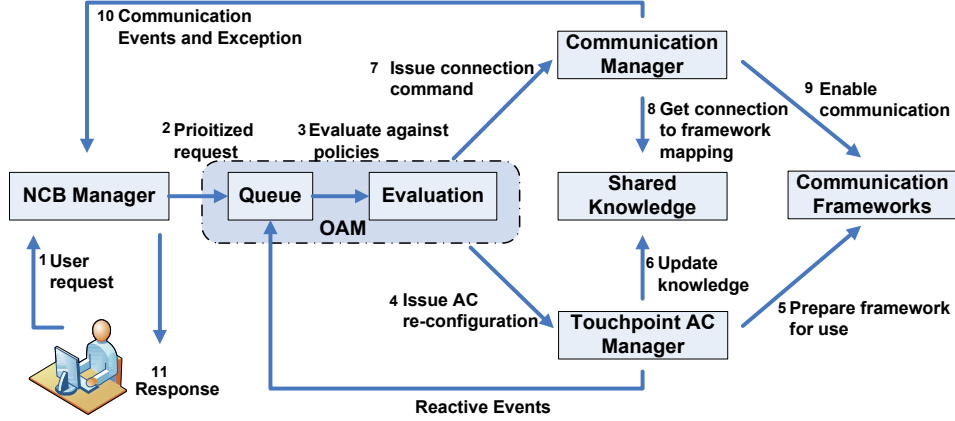 10 Communication
Events and Exception
Communication
Manager
7 Issue connection
command
9 Enable
communication
2 Prioitized
request
3 Evaluate against
policies
8 Get connection
to framework
mapping
NCB Manager
Queue
Evaluation
OAM
Shared
Knowledge
Communication
Frameworks
1 User
request
4 Issue AC
re-configuration
6 Update
knowledge
5 Prepare framework
for use
Touchpoint AC
Manager
11
Response
Reactive Events